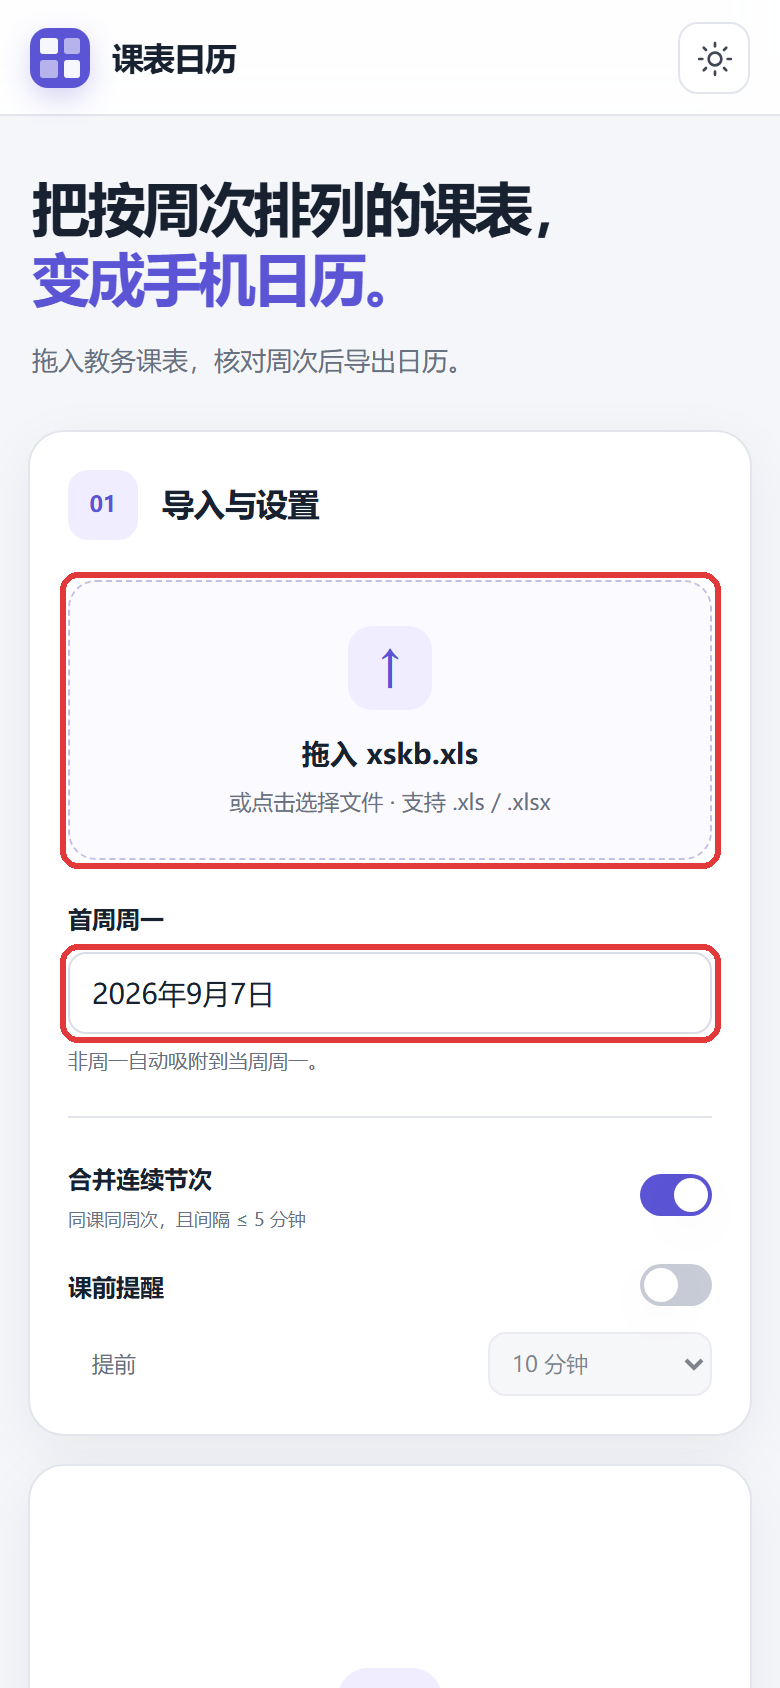 课表日历
把按周次排列的课表，
变成手机日历。
拖入教务课表，核对周次后导出日历。
01
导入与设置
↑
拖入 xskb.xls
或点击选择文件 · 支持 .xls / .xlsx
首周周一
2026年9月7日
非周一自动吸附到当周周一。
合并连续节次
同课同周次，且间隔 ≤ 5 分钟
课前提醒
提前
10 分钟